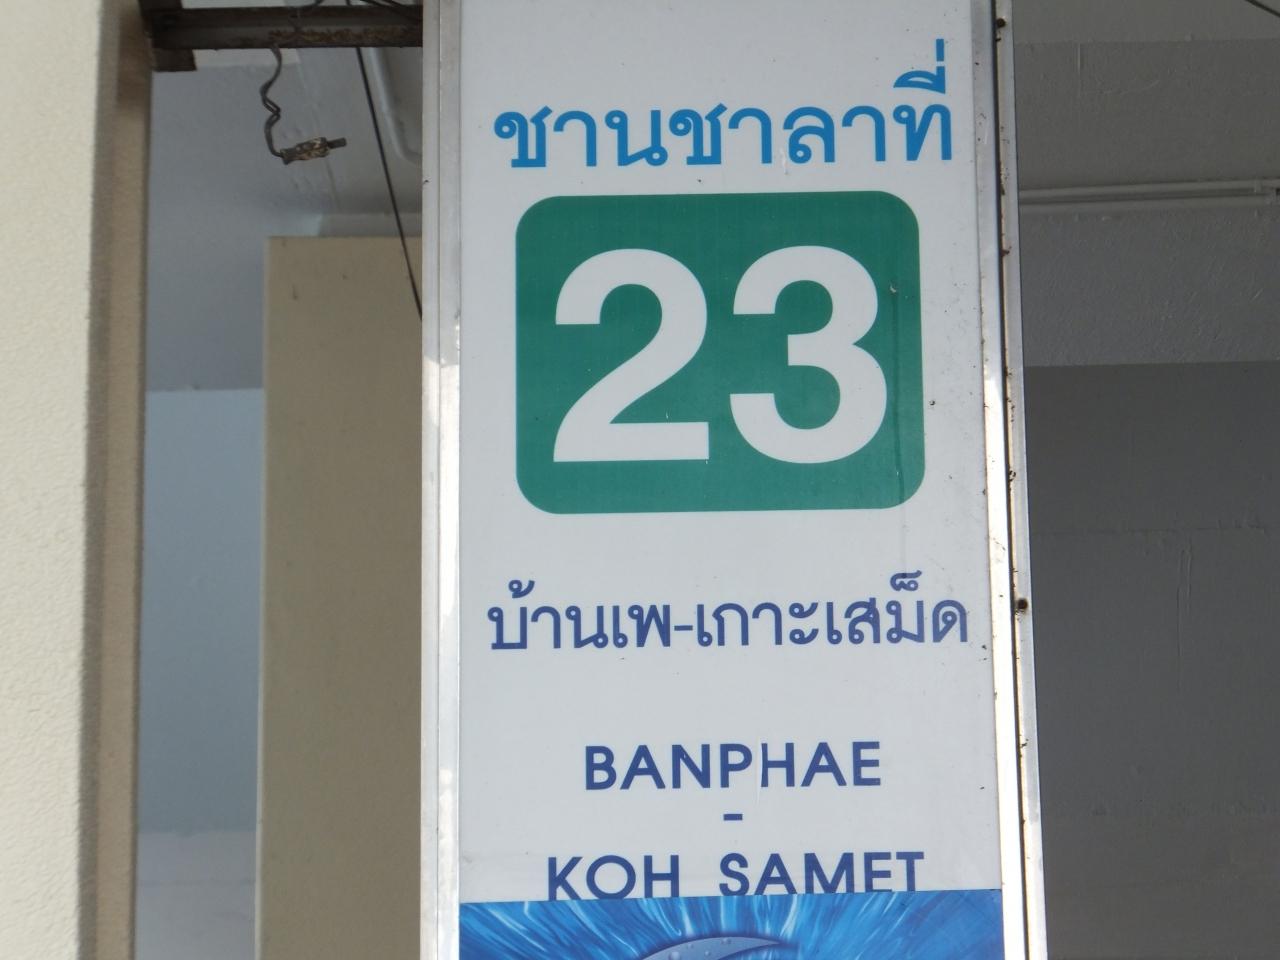 ชานชาลาที่
23
บ้านเพ-เกาะเสม็ด
BANPHAE
-
KOH SAMET